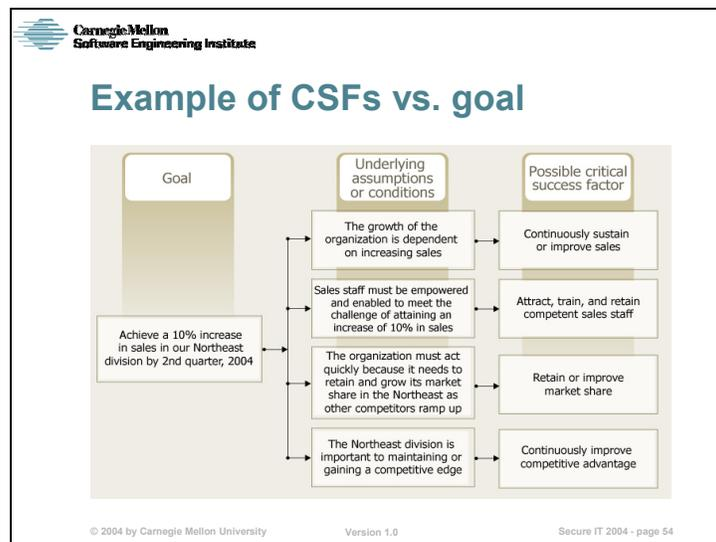 Carnegie Mellon
Software Engineering Institute
Example of CSFs vs. goal
Goal
Underlying
assumptions
or conditions
Possible critical
success factor
Achieve a 10% increase
in sales in our Northeast
division by 2nd quarter, 2004
The growth of the
organization is dependent
on increasing sales
Continuously sustain
or improve sales
Sales staff must be empowered
and enabled to meet the
challenge of attaining an
increase of 10% in sales
Attract, train, and retain
competent sales staff
The organization must act
quickly because it needs to
retain and grow its market
share in the Northeast as
other competitors ramp up
Retain or improve
market share
The Northeast division is
important to maintaining or
gaining a competitive edge
Continuously improve
competitive advantage
© 2004 by Carnegie Mellon University
Version 1.0
Secure IT 2004 - page 54